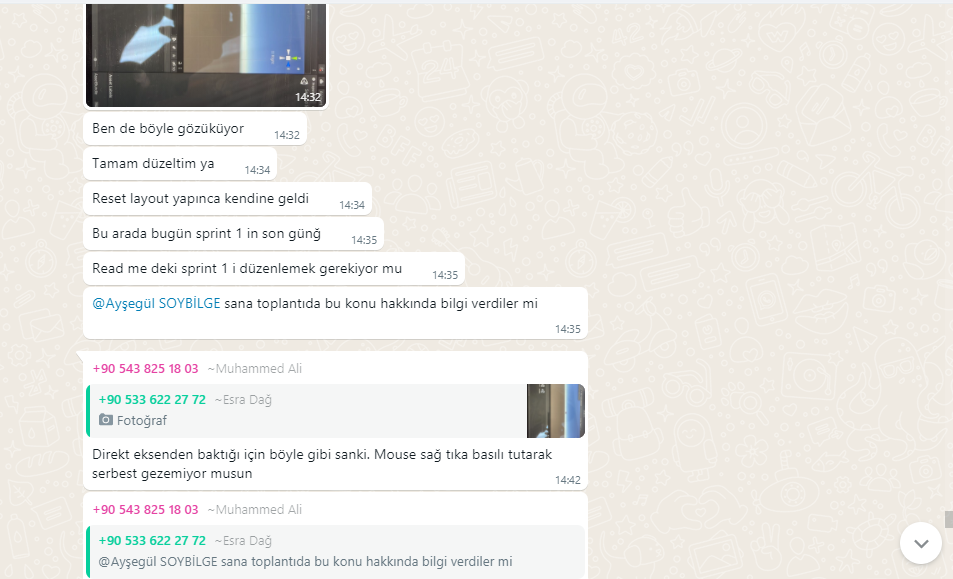 14:32
Ben de böyle gözüküyor 14:32
Tamam düzeltim ya 14:34
Reset layout yapınca kendine geldi 14:34
Bu arada bugün sprint 1 in son günğ 14:35
Read me deki sprint 1 i düzenlemek gerekiyor mu 14:35
@Ayşegül SOYBİLGE sana toplantıda bu konu hakkında bilgi verdiler mi
14:35
+90 543 825 18 03 ~Muhammed Ali
+90 533 622 27 72 ~Esra Dağ
Fotoğraf
Direkt eksenden baktığı için böyle gibi sanki. Mouse sağ tıka basılı tutarak
serbest gezemiyor musun
14:42
+90 543 825 18 03 ~Muhammed Ali
+90 533 622 27 72 ~Esra Dağ
@Ayşegül SOYBİLGE sana toplantıda bu konu hakkında bilgi verdiler mi